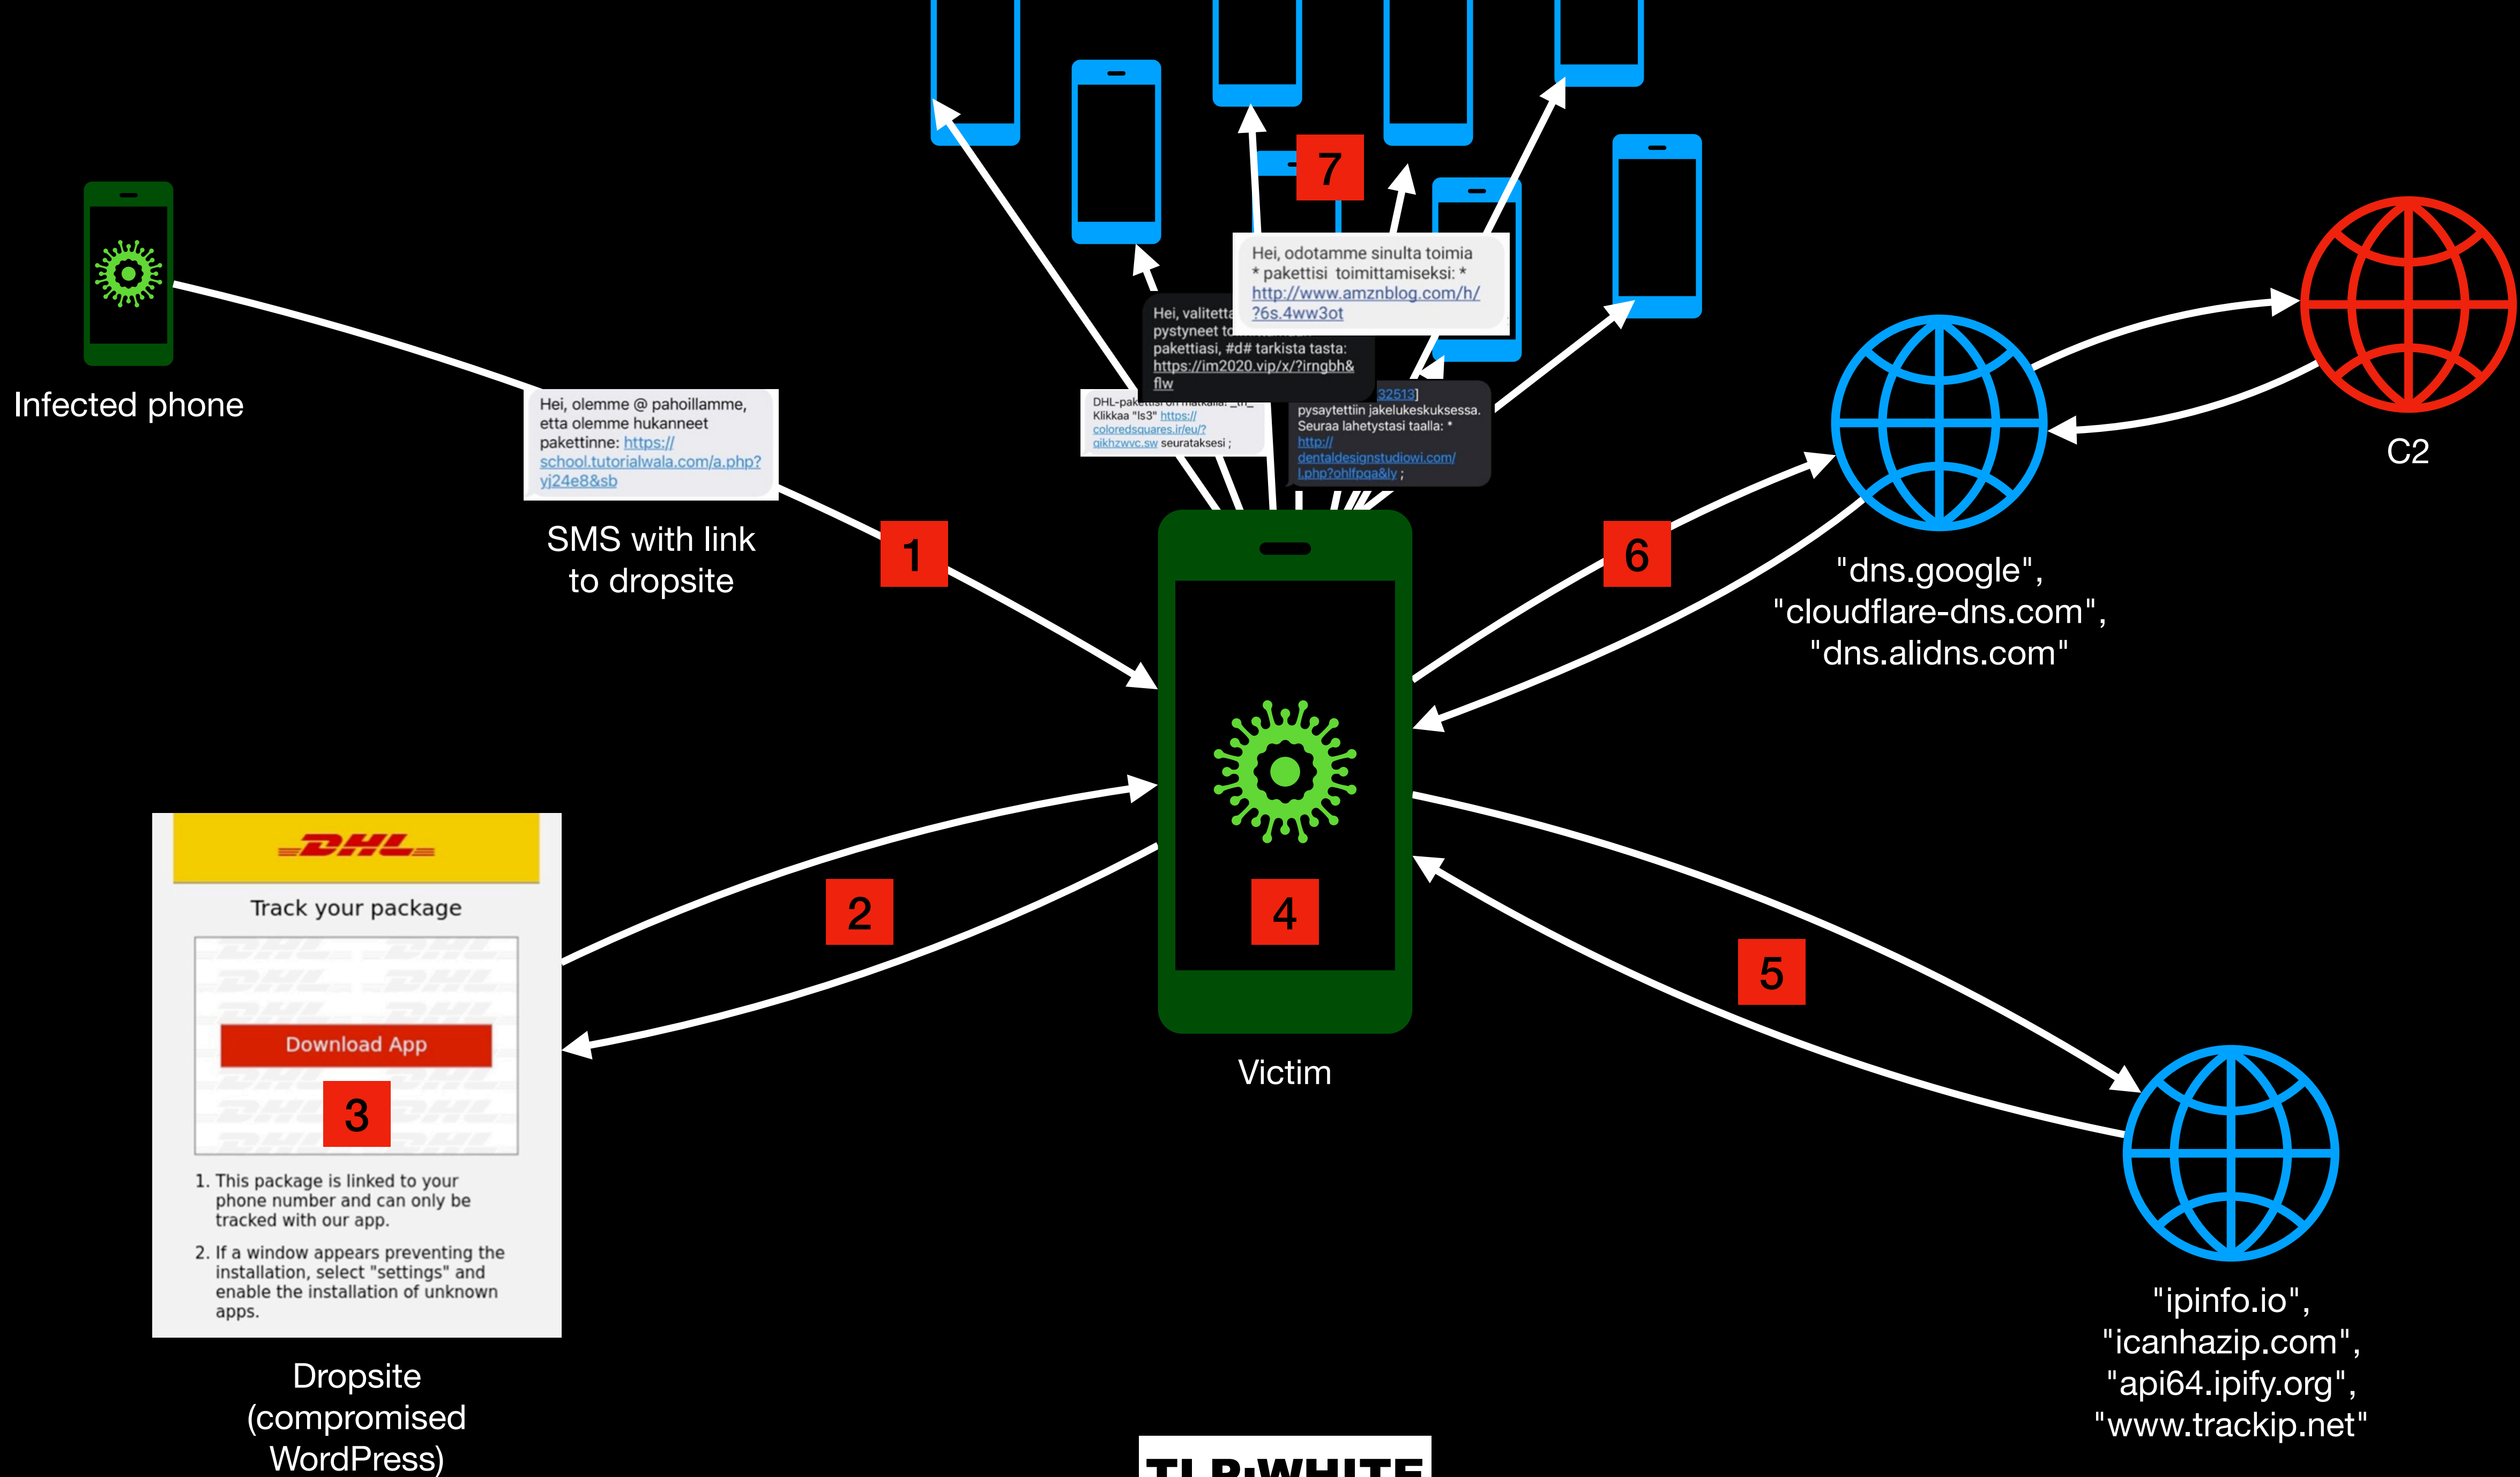 7
Hei, odotamme sinulta toimia
* pakettisi toimittamiseksi: *
http://www.amznblog.com/h/
?6s.4ww3ot
Infected phone
Hei, olemme @ pahoillamme,
etta olemme hukanneet
pakettinne: https://
school.tutorialwala.com/a.php?
yj24e8&sb
SMS with link
to dropsite
1
Hei,
pystyneet
pakettiasi, #d# tarkista tasta:
https://im2020.vip/x/?irngbh&
flw
Klikkaa "ls3" https://
coloredsquares.ir/eu/?
qikhzwvc.sw seurataksesi ;
32513]
pysaytettiin jakelukeskuksessa.
Seuraa lahetystasi taalla: *
http://
dentaldesignstudiowi.com/
l.php?ohlfpqa&ly ;
6
C2
"dns.google",
"cloudflare-dns.com",
"dns.alidns.com"
DHL
Track your package
Download App
3
1. This package is linked to your
phone number and can only be
tracked with our app.
2. If a window appears preventing the
installation, select "settings" and
enable the installation of unknown
apps.
Dropsite
(compromised
WordPress)
2
4
Victim
5
"ipinfo.io",
"icanhazip.com",
"api64.ipify.org",
"www.trackip.net"
TLP:WHITE